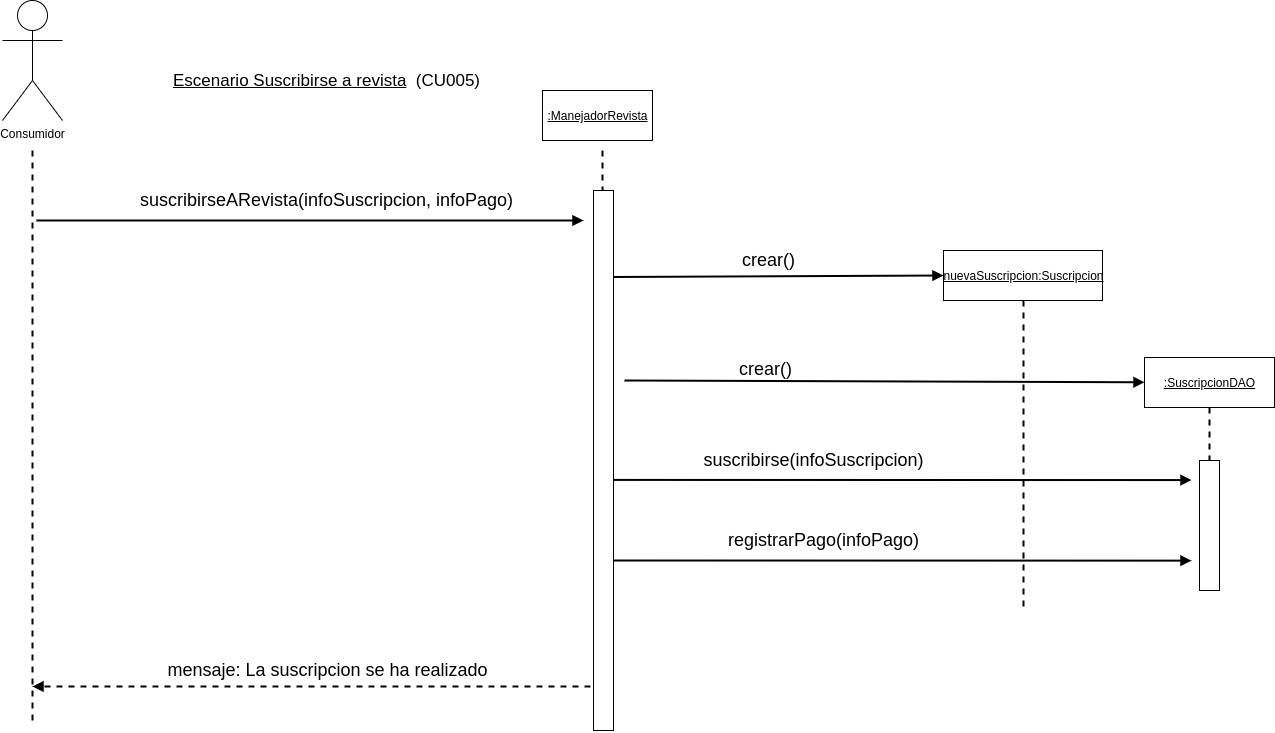 Escenario Suscribirse a revista (CU005)
:ManejadorRevista
Consumidor
suscribirseARevista(infoSuscripcion, infoPago)
crear()
nuevaSuscripcion:Suscripcion
crear()
:SuscripcionDAO
suscribirse(infoSuscripcion)
registrarPago(infoPago)
mensaje: La suscripcion se ha realizado